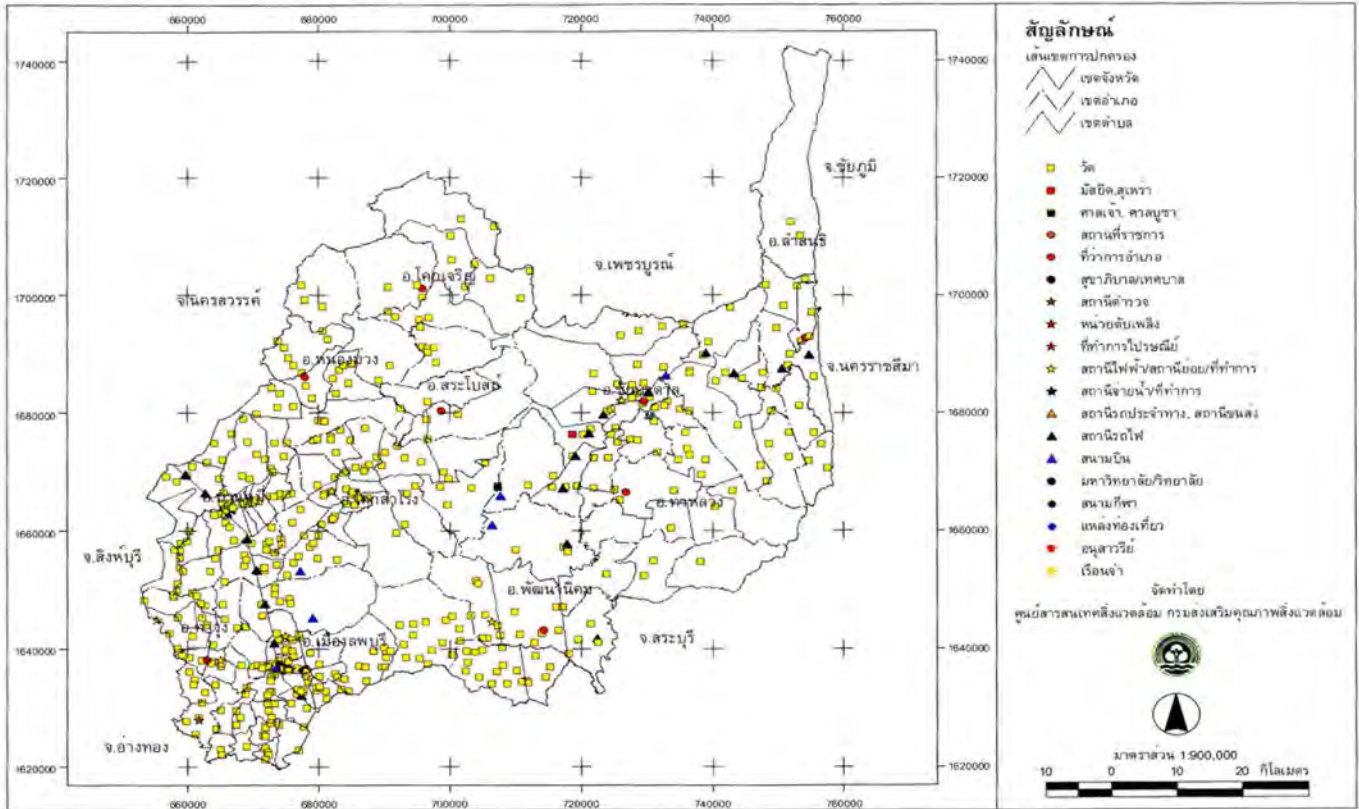 660000 680000 700000 720000 740000 760000
1740000 1740000
จ.ชัยภูมิ
1720000 1720000
อ.ลำสนธิ
จ.เพชรบูรณ์
อ.โคกเจริญ
จ.นครสวรรค์
1700000 1700000
อ.หนองม่วง
จ.นครราชสีมา
อ.สระโบสถ์
1680000 1680000
อ.ท่าหลวง
1660000 1660000
จ.สิงห์บุรี
อ.พัฒนานิคม
อ.ท่าวุ้ง
อ.เมืองลพบุรี
จ.สระบุรี
1640000 1640000
จ.อ่างทอง
1620000 1620000
660000 680000 700000 720000 740000 760000
สัญลักษณ์
เส้นเขตการปกครอง
เขตจังหวัด
เขตอำเภอ
เขตตำบล
วัด
มัสยิด,สุเหร่า
ศาลเจ้า, ศาลบูชา
สถานที่ราชการ
ที่ว่าการอำเภอ
สุขาภิบาล/เทศบาล
สถานีตำรวจ
หน่วยดับเพลิง
ที่ทำการไปรษณีย์
สถานีไฟฟ้า/สถานีย่อย/ที่ทำการ
สถานีจ่ายน้ำ/ที่ทำการ
สถานีรถประจำทาง, สถานีขนส่ง
สถานีรถไฟ
สนามบิน
มหาวิทยาลัย/วิทยาลัย
สนามกีฬา
แหล่งท่องเที่ยว
อนุสาวรีย์
เรือนจำ
จัดทำโดย
ศูนย์สารสนเทศสิ่งแวดล้อม กรมส่งเสริมคุณภาพสิ่งแวดล้อม
มาตราส่วน 1:900,000
10 0 10 20 กิโลเมตร